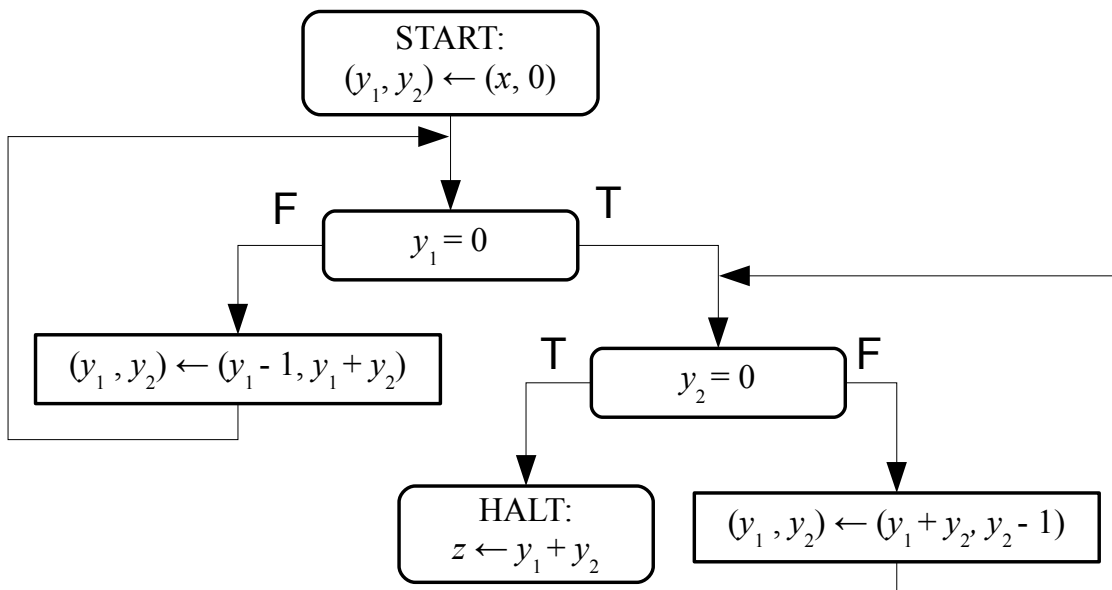 START:
(y₁, y₂) ← (x, 0)
F
T
y₁ = 0
(y₁ , y₂) ← (y₁ - 1, y₁ + y₂)
T
F
y₂ = 0
HALT:
z ← y₁ + y₂
(y₁ , y₂) ← (y₁ + y₂, y₂ - 1)